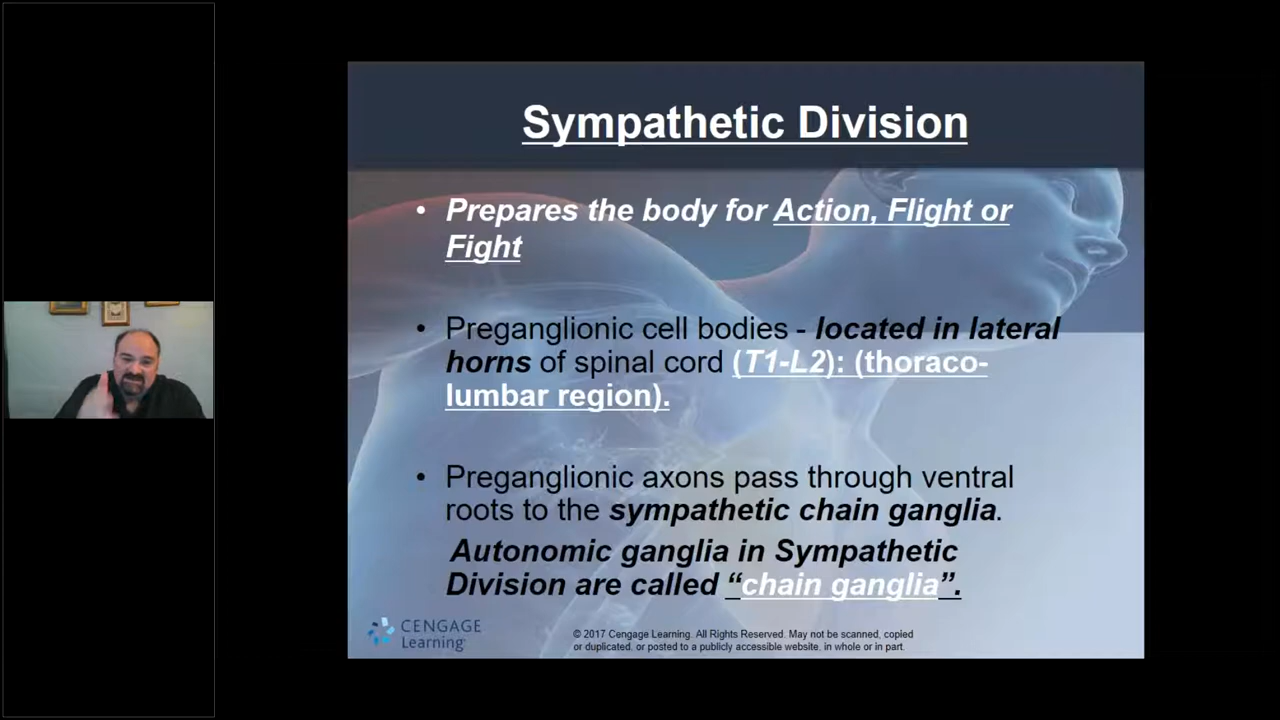 Sympathetic Division
• Prepares the body for Action, Flight or
Fight
• Preganglionic cell bodies - located in lateral
horns of spinal cord (T1-L2): (thoraco-
lumbar region).
• Preganglionic axons pass through ventral
roots to the sympathetic chain ganglia.
Autonomic ganglia in Sympathetic
Division are called “chain ganglia”.
CENGAGE
Learning
© 2017 Cengage Learning. All Rights Reserved. May not be scanned, copied
or duplicated, or posted to a publicly accessible website, in whole or in part.